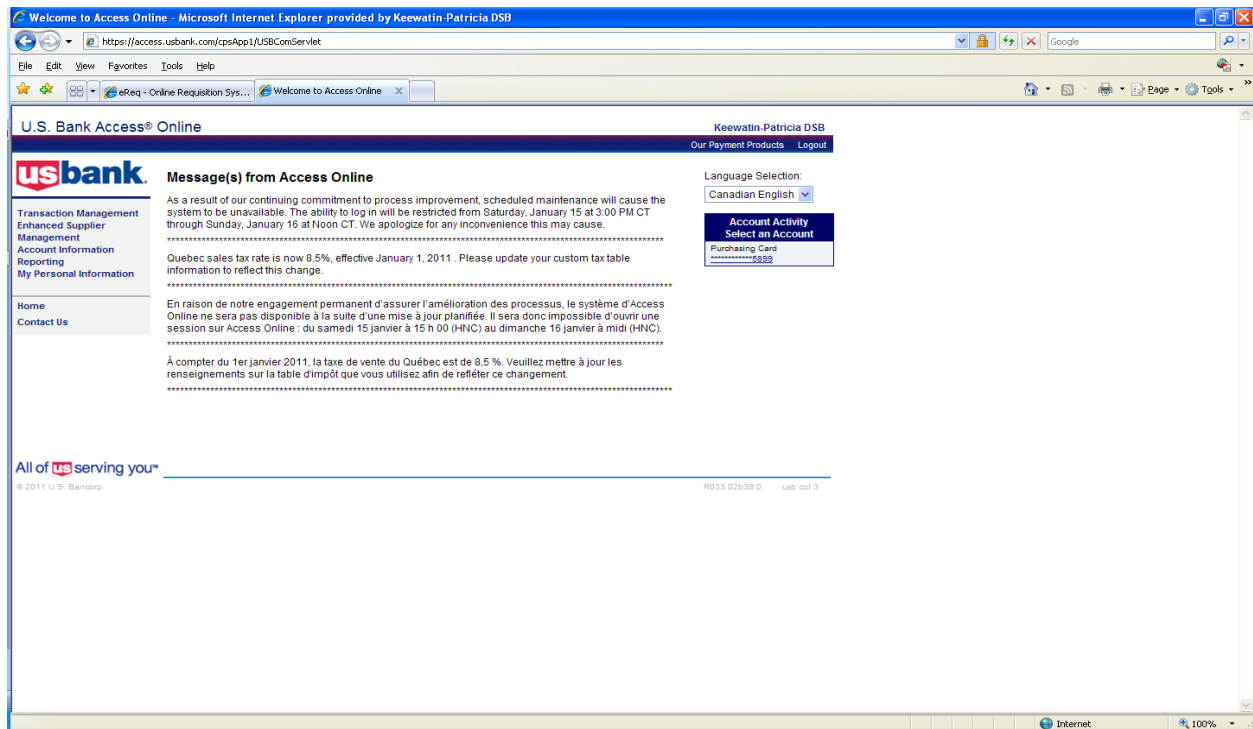 Welcome to Access Online - Microsoft Internet Explorer provided by Keewatin-Patricia DSB
https://access.usbank.com/cpsApp1/USBComServlet
Google
File Edit View Favorites Tools Help
eReq - Online Requisition Sys...
Welcome to Access Online
Page Tools
U.S. Bank Access® Online
Keewatin-Patricia DSB
Our Payment Products Logout
usbank.
Transaction Management
Enhanced Supplier
Management
Account Information
Reporting
My Personal Information
Home
Contact Us
Message(s) from Access Online
As a result of our continuing commitment to process improvement, scheduled maintenance will cause the
system to be unavailable. The ability to log in will be restricted from Saturday, January 15 at 3:00 PM CT
through Sunday, January 16 at Noon CT. We apologize for any inconvenience this may cause.
Quebec sales tax rate is now 8.5%, effective January 1, 2011 . Please update your custom tax table
information to reflect this change.
En raison de notre engagement permanent d'assurer l'amélioration des processus, le système d'Access
Online ne sera pas disponible à la suite d'une mise à jour planifiée. Il sera donc impossible d'ouvrir une
session sur Access Online : du samedi 15 janvier à 15 h 00 (HNC) au dimanche 16 janvier à midi (HNC).
À compter du 1er janvier 2011, la taxe de vente du Québec est de 8,5 %. Veuillez mettre à jour les
renseignements sur la table d'impôt que vous utilisez afin de refléter ce changement.
Language Selection:
Canadian English
Account Activity
Select an Account
Purchasing Card
************5899
All of us serving you℠
© 2011 U.S. Bancorp
R033.02b39.0 usb col 3
Internet
100%